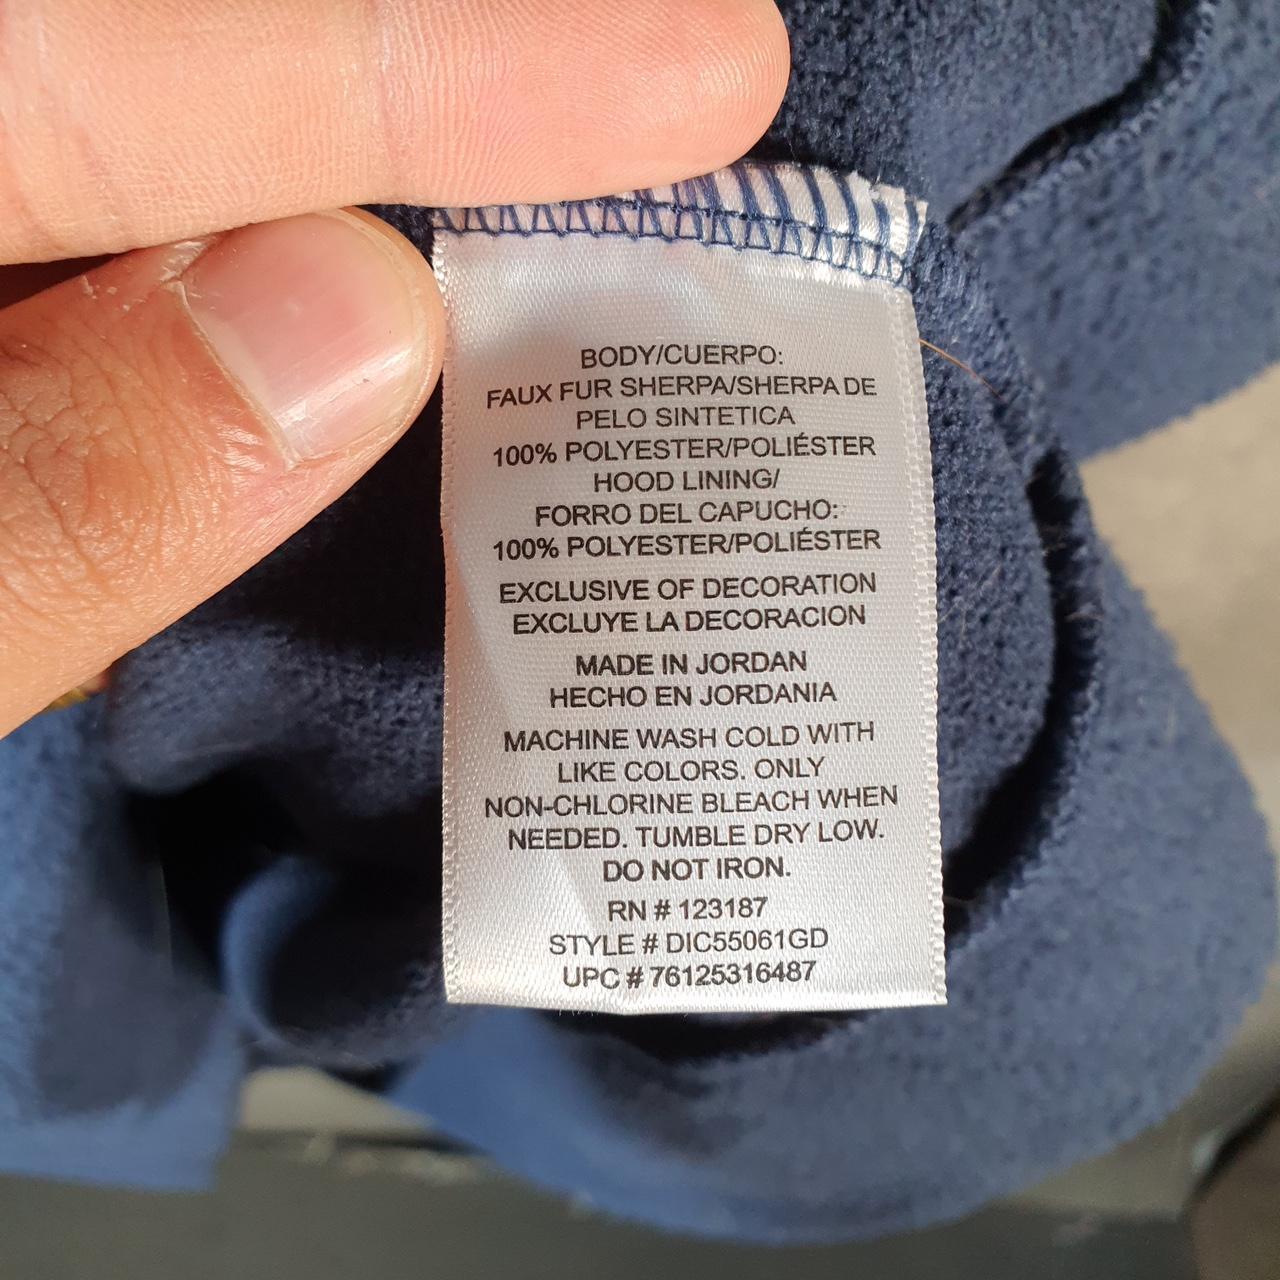 BODY/CUERPO:
FAUX FUR SHERPA/SHERPA DE
PELO SINTETICA
100% POLYESTER/POLIÉSTER
HOOD LINING/
FORRO DEL CAPUCHO:
100% POLYESTER/POLIÉSTER
EXCLUSIVE OF DECORATION
EXCLUYE LA DECORACION
MADE IN JORDAN
HECHO EN JORDANIA
MACHINE WASH COLD WITH
LIKE COLORS. ONLY
NON-CHLORINE BLEACH WHEN
NEEDED. TUMBLE DRY LOW.
DO NOT IRON.
RN # 123187
STYLE # DIC55061GD
UPC # 76125316487